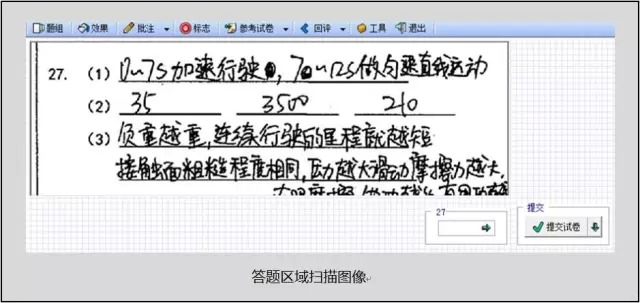 题组 效果 批注 标志 参考试卷 回评 工具 退出
27. (1) 0~7s加速行驶, 7~12s做匀速直线运动
(2) 35 3500 210
(3) 负重越重,连续行驶的里程就越短
接触面粗糙程度相同,压力越大滑动摩擦力越大,
27
提交
提交试卷
答题区域扫描图像